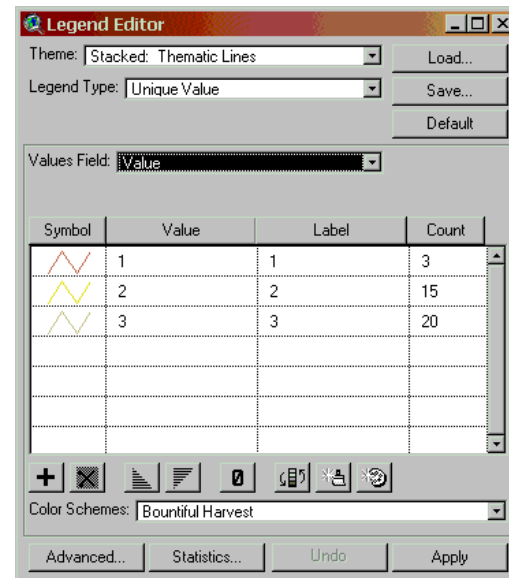 Legend Editor
Theme: Stacked: Thematic Lines
Load...
Legend Type: Unique Value
Save...
Default
Values Field: Value
Symbol Value Label Count
1 1 3
2 2 15
3 3 20
Color Schemes: Bountiful Harvest
Advanced... Statistics... Undo Apply